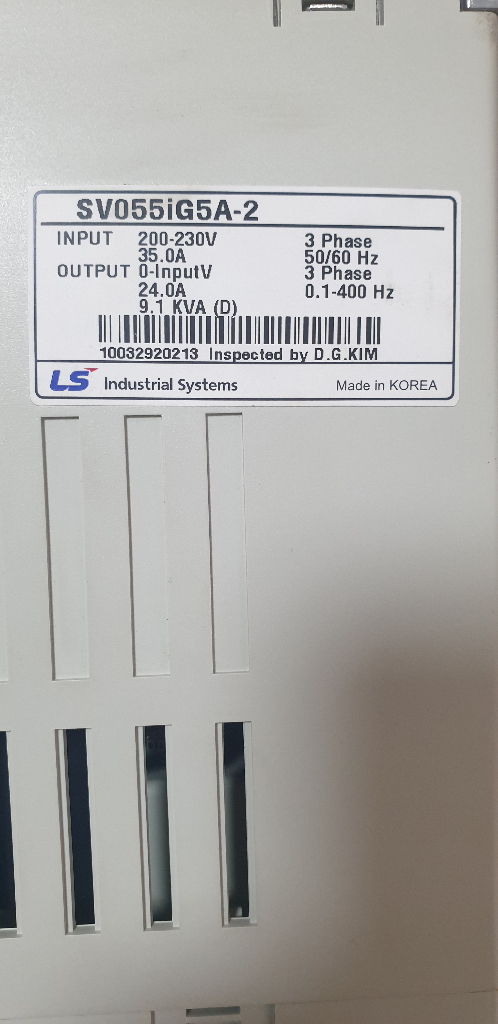 SV055iG5A-2
INPUT 200-230V 3 Phase
35.0A 50/60 Hz
OUTPUT 0-InputV 3 Phase
24.0A 0.1-400 Hz
9.1 KVA (D)
10032920213 Inspected by D.G.KIM
LS Industrial Systems Made in KOREA